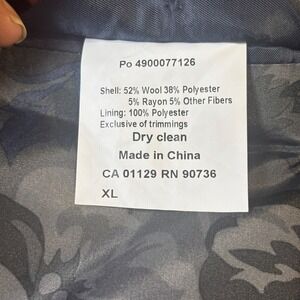 Po 4900077126
Shell: 52% Wool 38% Polyester
5% Rayon 5% Other Fibers
Lining: 100% Polyester
Exclusive of trimmings
Dry clean
Made in China
CA 01129 RN 90736
XL